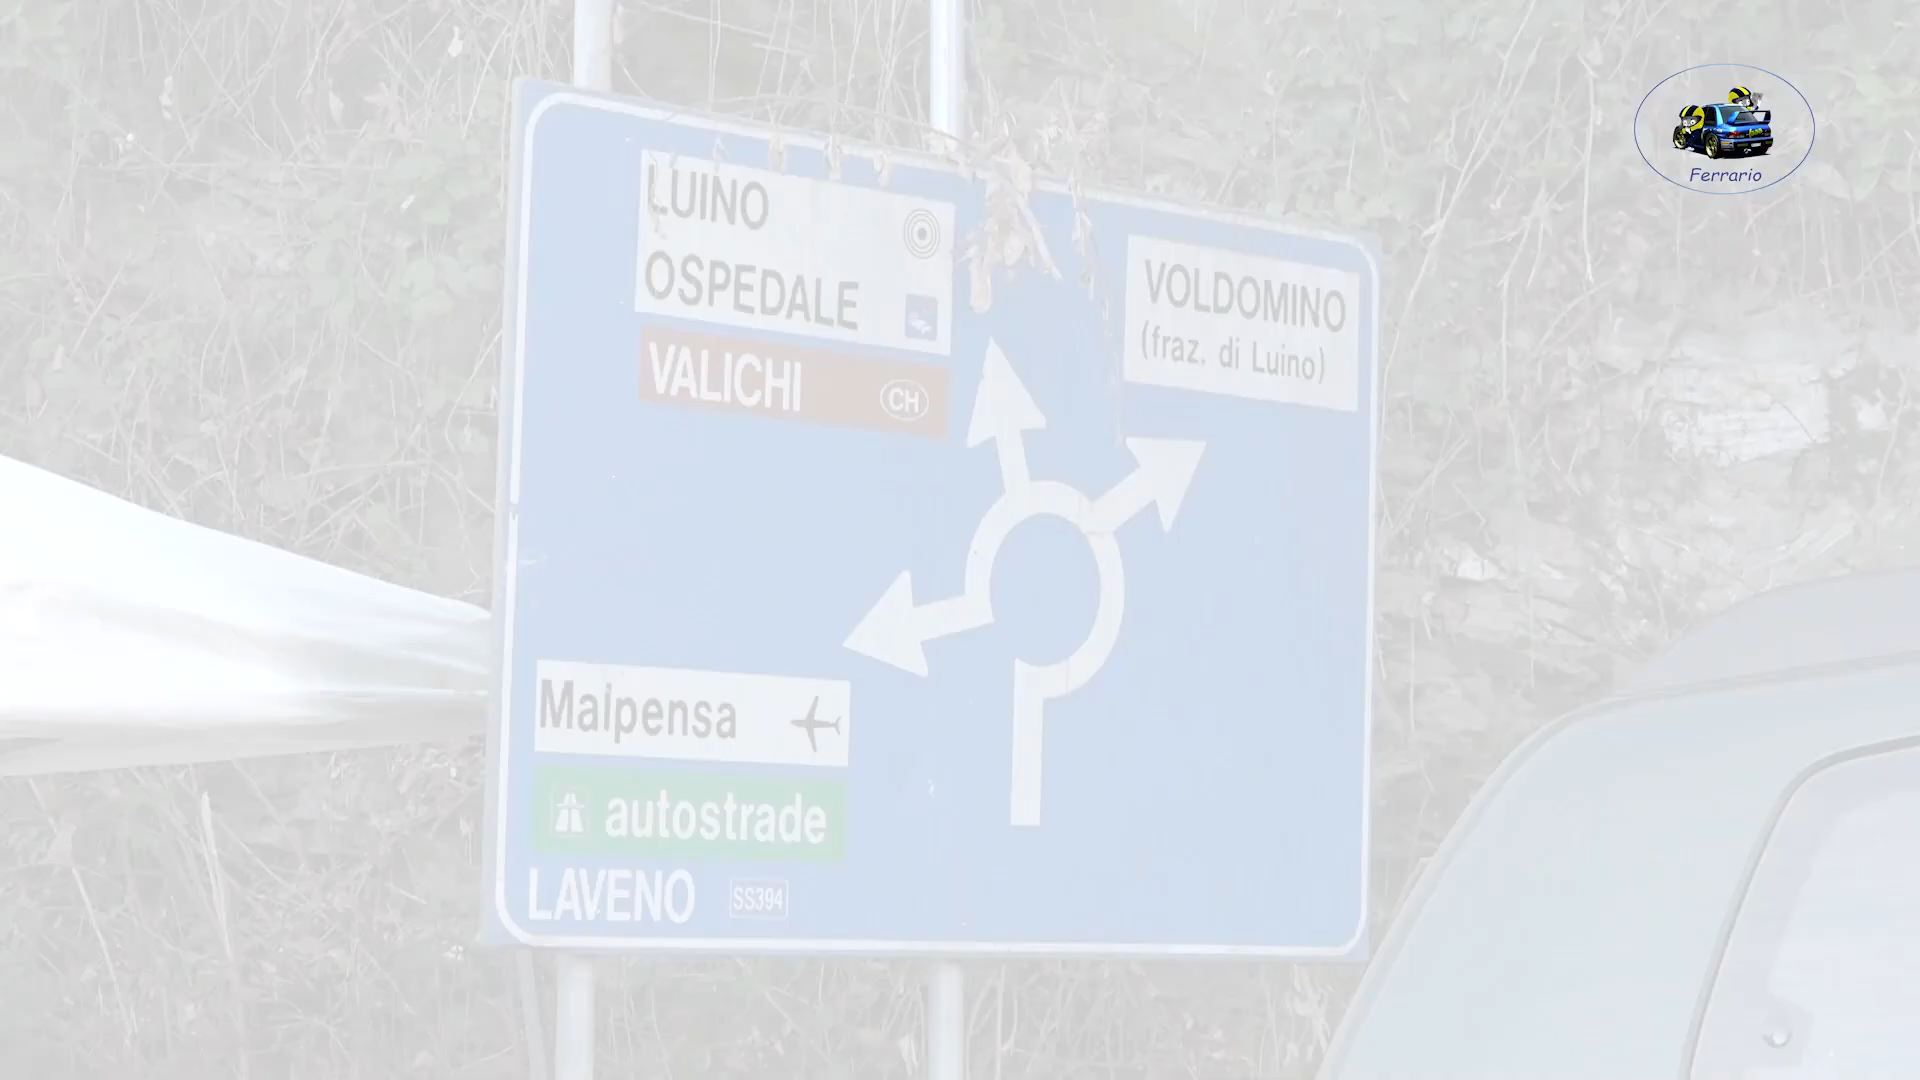 LUINO
OSPEDALE
VALICHI CH
VOLDOMINO
(fraz. di Luino)
Malpensa
autostrade
LAVENO SS394
Ferrario